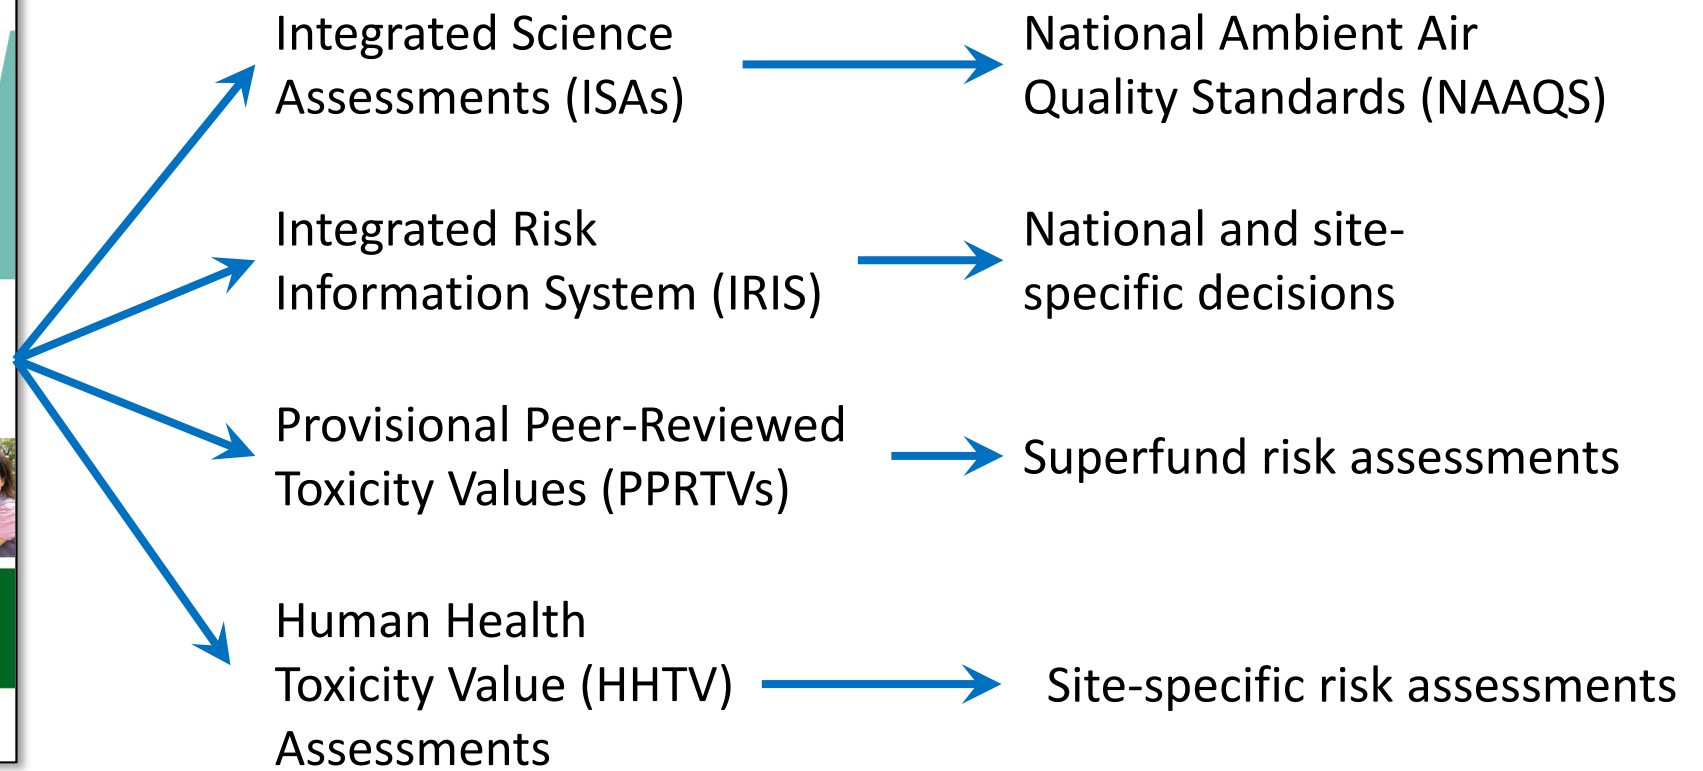 Integrated Science
Assessments (ISAs)
National Ambient Air
Quality Standards (NAAQS)
Integrated Risk
Information System (IRIS)
National and site-
specific decisions
Provisional Peer-Reviewed
Toxicity Values (PPRTVs)
Superfund risk assessments
Human Health
Toxicity Value (HHTV)
Assessments
Site-specific risk assessments